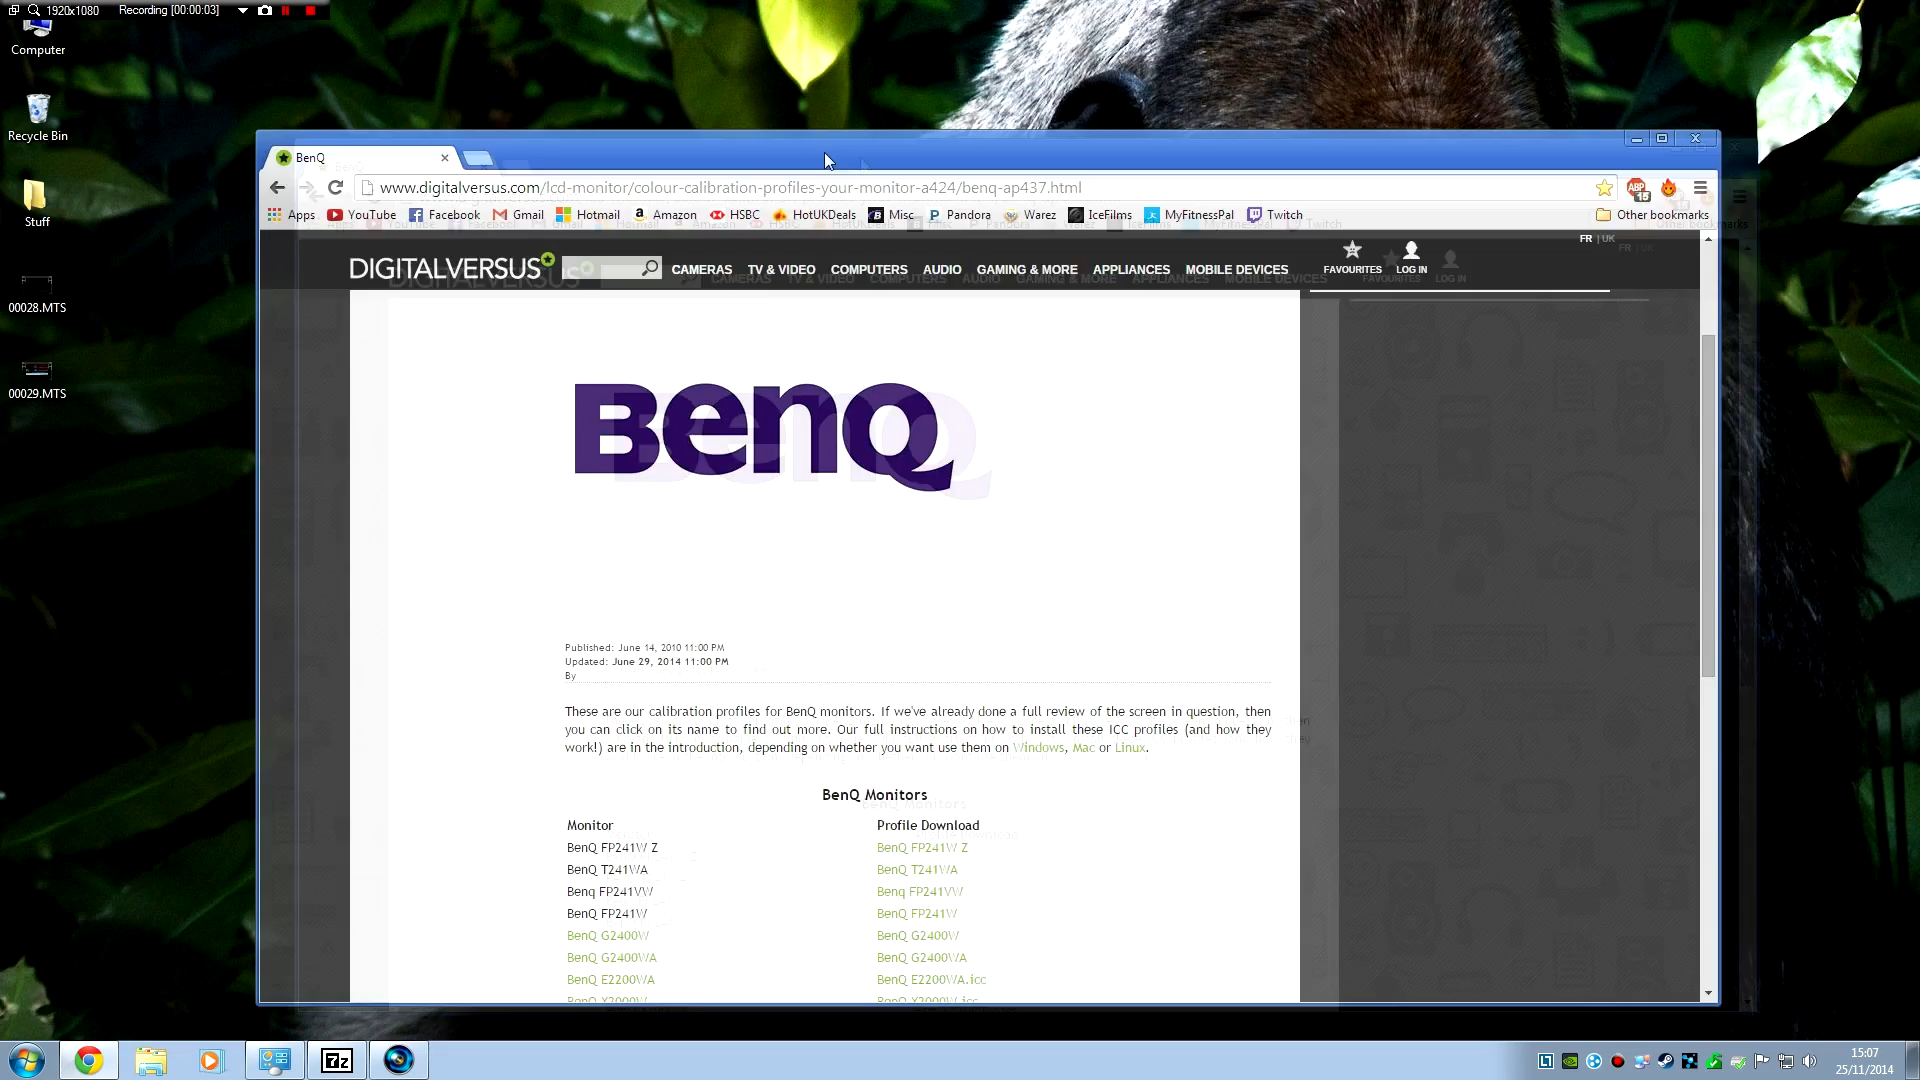 1920x1080 Recording [00:00:03]
Computer
Recycle Bin
Stuff
00028.MTS
00029.MTS
BenQ
www.digitalversus.com/lcd-monitor/colour-calibration-profiles-your-monitor-a424/benq-ap437.html
ABP 15
Apps YouTube Facebook Gmail Hotmail Amazon HSBC HotUKDeals Misc Pandora Warez IceFilms MyFitnessPal Twitch Other bookmarks
FR | UK
DIGITALVERSUS CAMERAS TV & VIDEO COMPUTERS AUDIO GAMING & MORE APPLIANCES MOBILE DEVICES FAVOURITES LOG IN
BenQ
Published: June 14, 2010 11:00 PM
Updated: June 29, 2014 11:00 PM
By
These are our calibration profiles for BenQ monitors. If we've already done a full review of the screen in question, then
you can click on its name to find out more. Our full instructions on how to install these ICC profiles (and how they
work!) are in the introduction, depending on whether you want use them on Windows, Mac or Linux.
BenQ Monitors
Monitor Profile Download
BenQ FP241W Z BenQ FP241W Z
BenQ T241WA BenQ T241WA
Benq FP241VW Benq FP241VW
BenQ FP241W BenQ FP241W
BenQ G2400W BenQ G2400W
BenQ G2400WA BenQ G2400WA
BenQ E2200WA BenQ E2200WA.icc
BenQ X2000W BenQ X2000W.icc
7z
15:07
25/11/2014